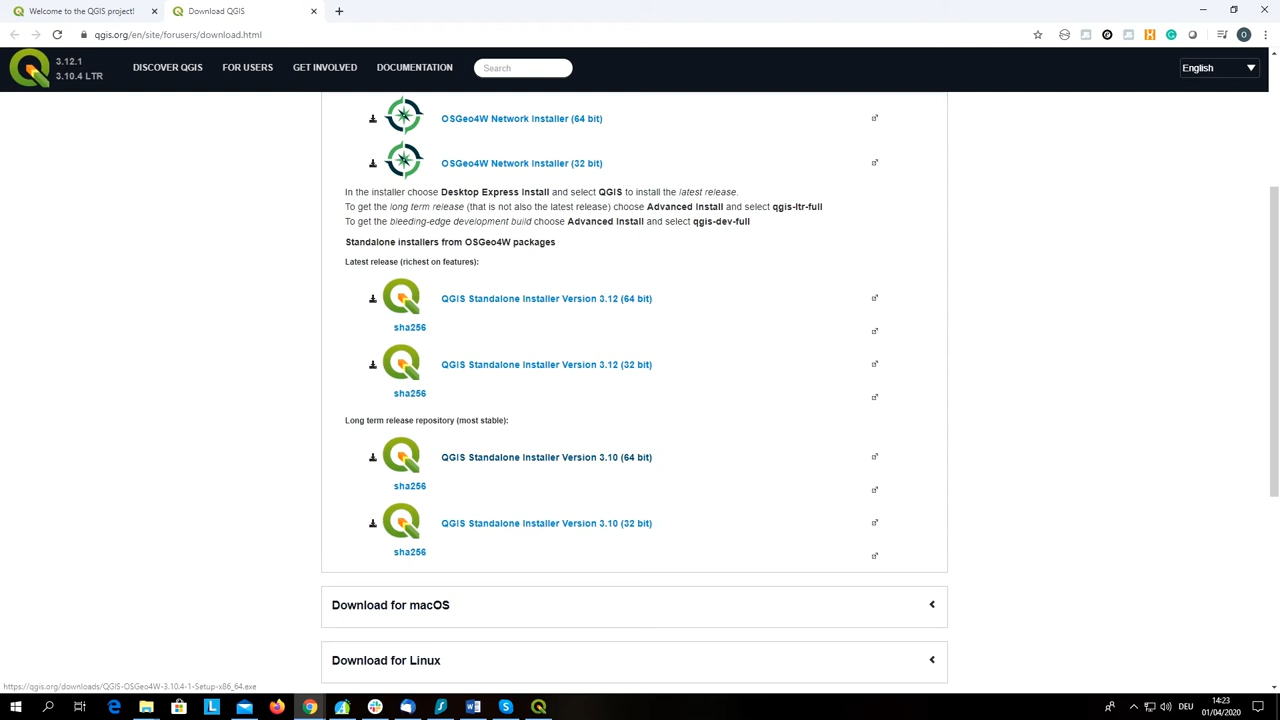 Welcome to the QGIS project!
Download QGIS
qgis.org/en/site/forusers/download.html
3.12.1
3.10.4 LTR
DISCOVER QGIS
FOR USERS
GET INVOLVED
DOCUMENTATION
Search
English
OSGeo4W Network Installer (64 bit)
OSGeo4W Network Installer (32 bit)
In the installer choose Desktop Express Install and select QGIS to install the latest release.
To get the long term release (that is not also the latest release) choose Advanced Install and select qgis-ltr-full
To get the bleeding-edge development build choose Advanced Install and select qgis-dev-full
Standalone installers from OSGeo4W packages
Latest release (richest on features):
QGIS Standalone Installer Version 3.12 (64 bit)
sha256
QGIS Standalone Installer Version 3.12 (32 bit)
sha256
Long term release repository (most stable):
QGIS Standalone Installer Version 3.10 (64 bit)
sha256
QGIS Standalone Installer Version 3.10 (32 bit)
sha256
Download for macOS
Download for Linux
https://qgis.org/downloads/QGIS-OSGeo4W-3.10.4-1-Setup-x86_64.exe
DEU
14:23
01/04/2020